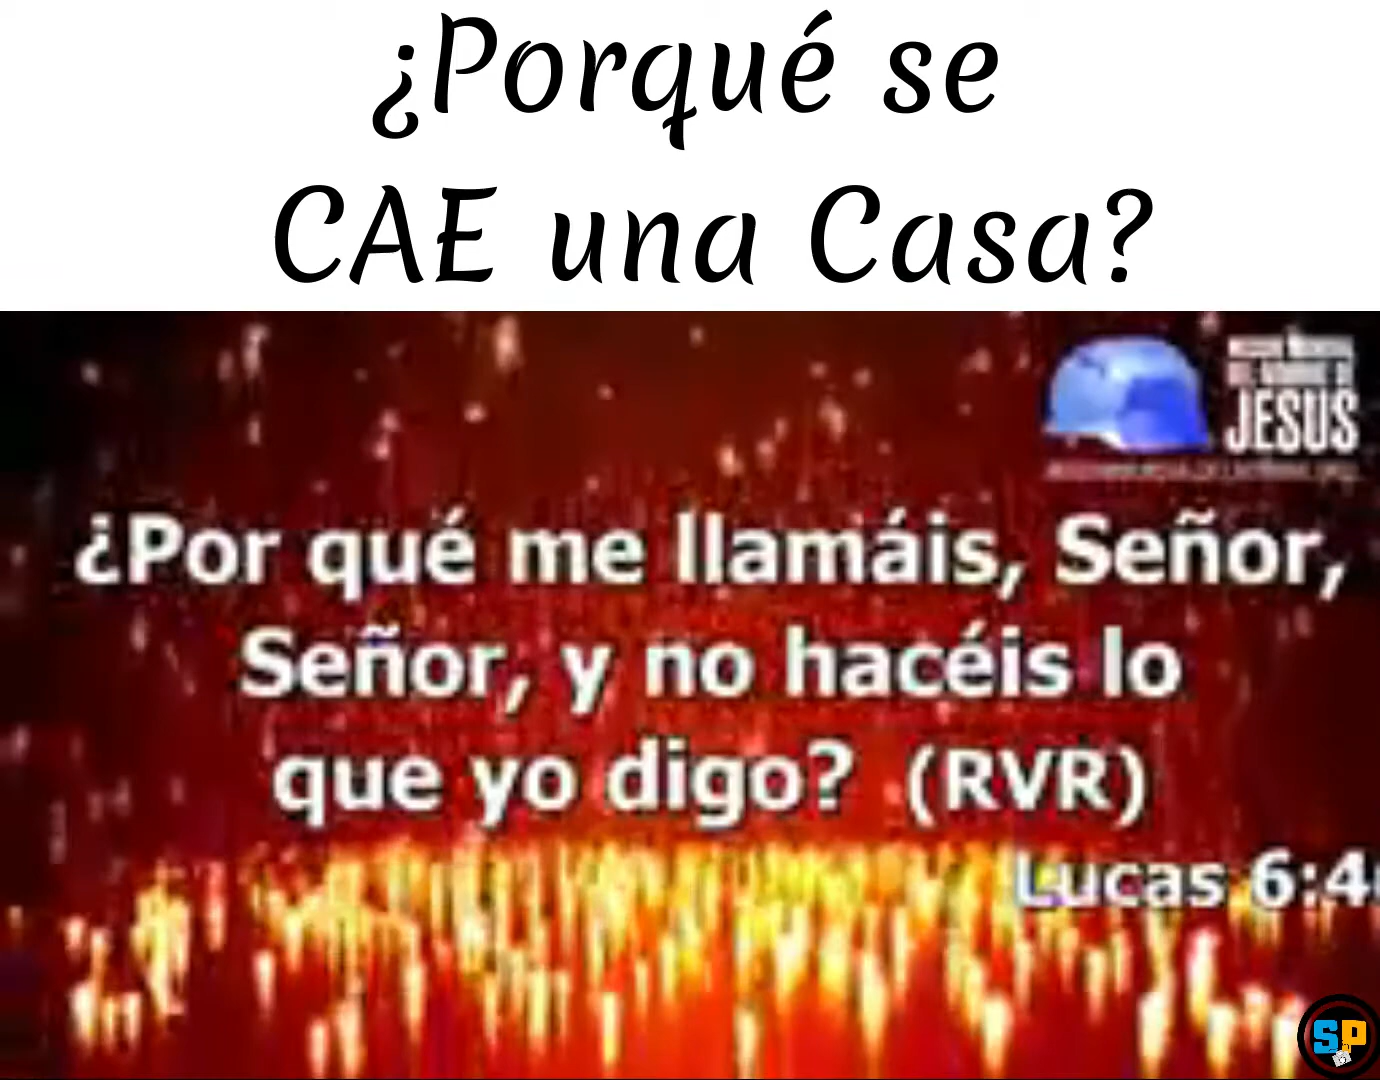 ¿Porqué se
CAE una Casa?
JESUS
¿Por qué me llamáis, Señor,
Señor, y no hacéis lo
que yo digo? (RVR)
Lucas 6:4
SP